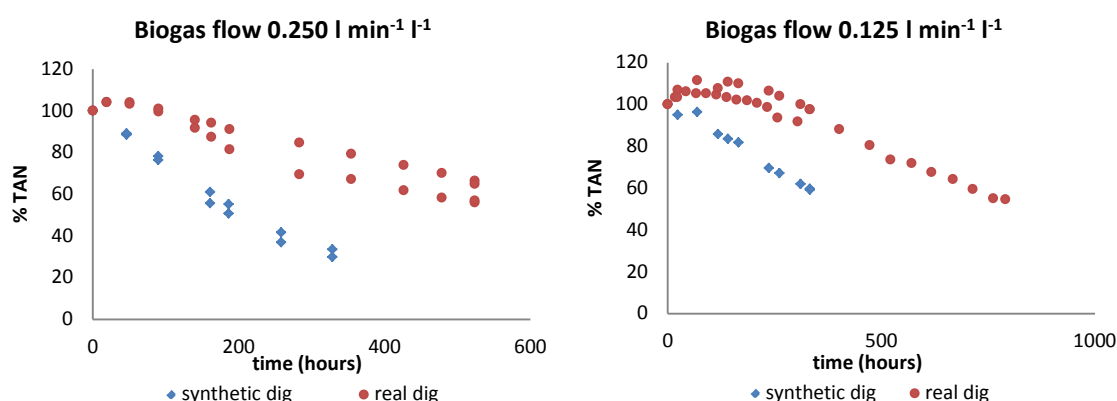 Biogas flow 0.250 l min⁻¹ l⁻¹
120
100
80
60
40
20
0
% TAN
0 200 400 600
time (hours)
synthetic dig real dig
Biogas flow 0.125 l min⁻¹ l⁻¹
120
100
80
60
40
20
0
% TAN
0 500 1000
time (hours)
synthetic dig real dig